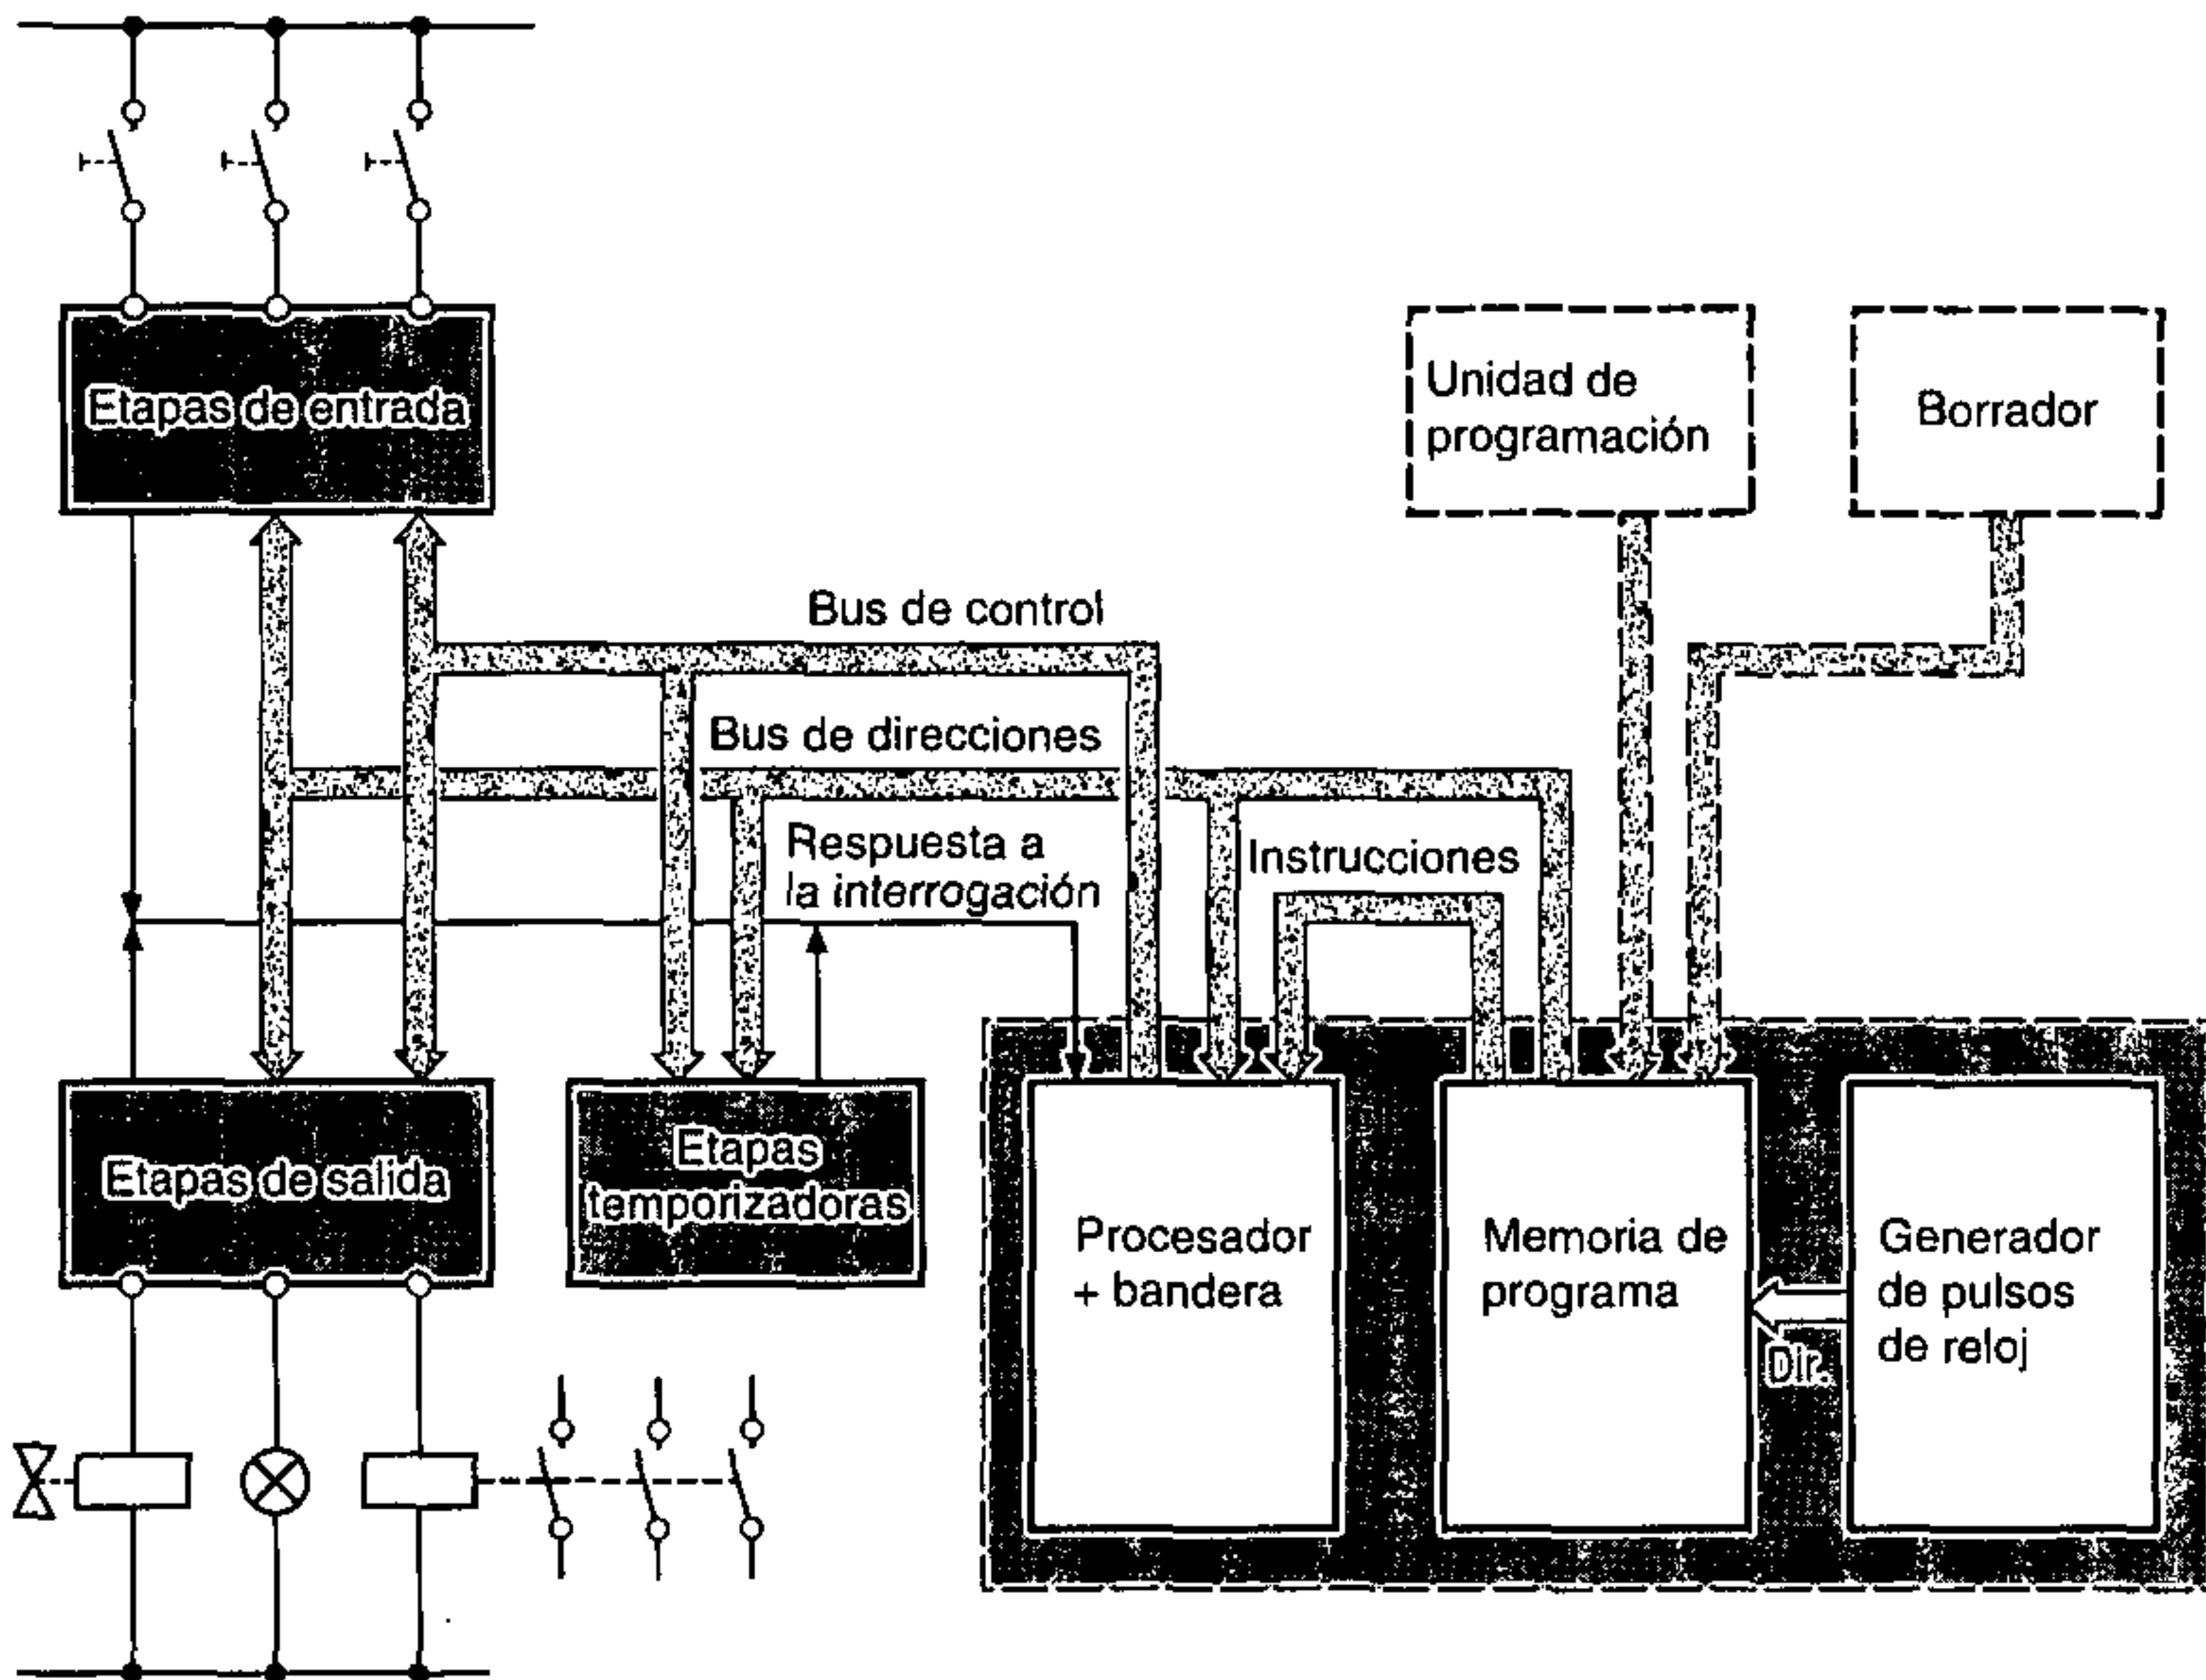 Etapas de entrada
Unidad de
programación
Borrador
Bus de control
Bus de direcciones
Respuesta a
la interrogación
Instrucciones
Etapas de salida
Etapas
temporizadoras
Procesador
+ bandera
Memoria de
programa
Dir.
Generador
de pulsos
de reloj